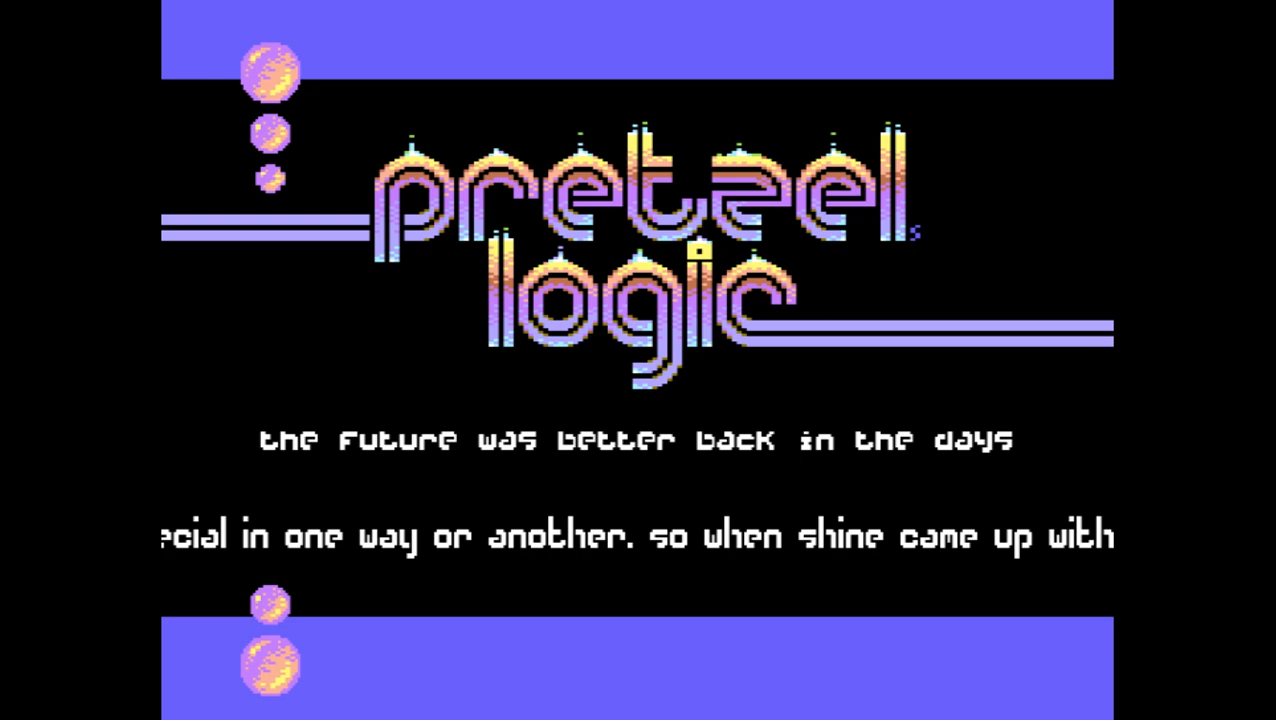 pretzel
logic
the future was better back in the days
ecial in one way or another. so when shine came up with